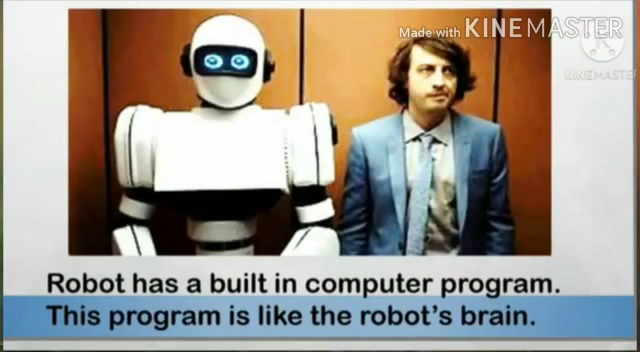 Made with KINEMASTER
KINEMASTER
Robot has a built in computer program.
This program is like the robot's brain.